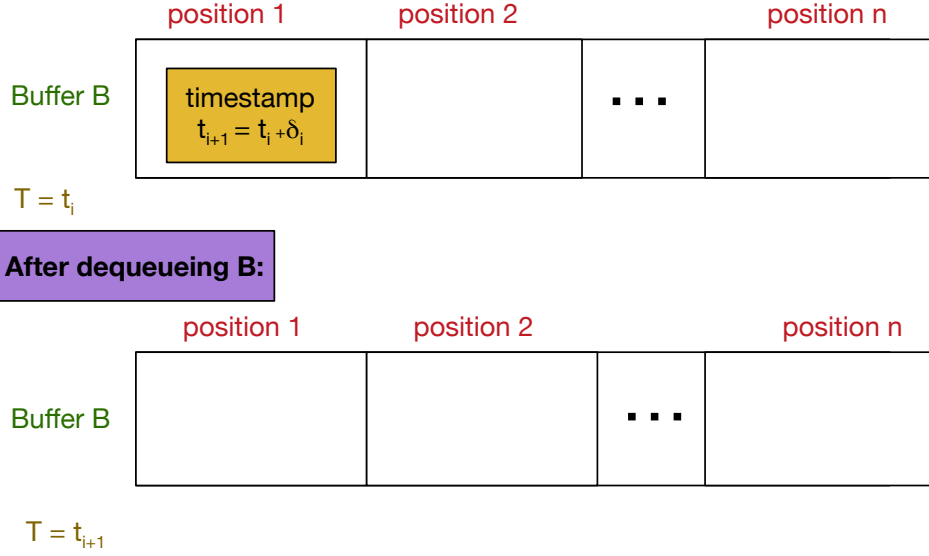 position 1 position 2 position n
Buffer B
timestamp
tᵢ₊₁ = tᵢ +δᵢ
...
T = tᵢ
After dequeueing B:
position 1 position 2 position n
Buffer B
...
T = tᵢ₊₁